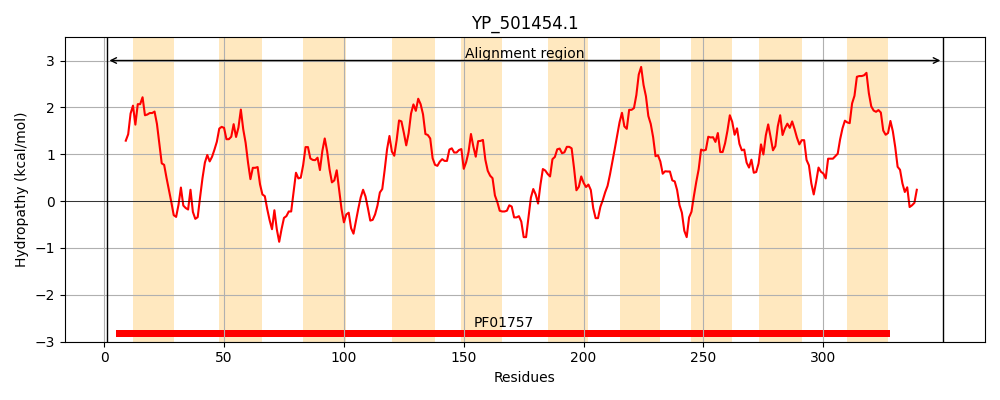 YP_501454.1
Alignment region
Hydropathy (kcal/mol)
3
2
1
0
−1
−2
−3
PF01757
0 50 100 150 200 250 300
Residues